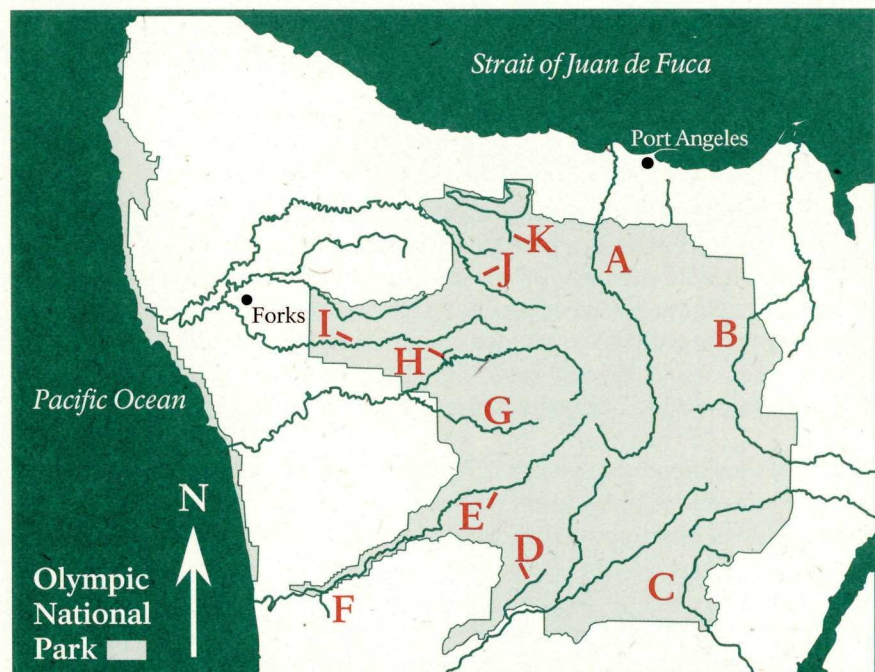 Strait of Juan de Fuca
Port Angeles
K
A
J
Forks
I
B
H
Pacific Ocean
G
N
E
D
Olympic
National
Park
F
C